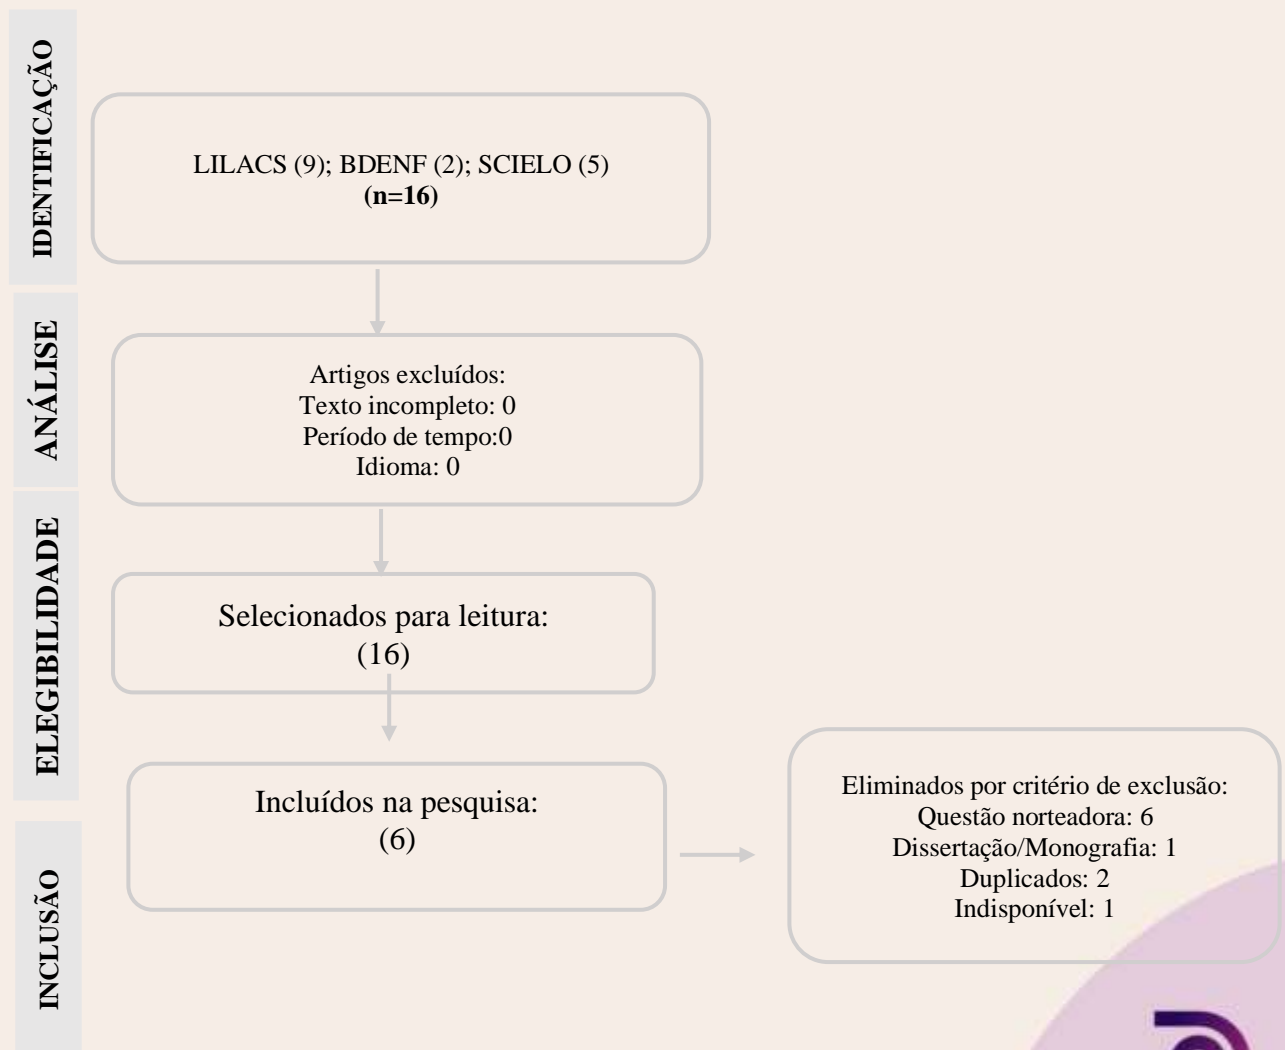 IDENTIFICAÇÃO
LILACS (9); BDENF (2); SCIELO (5)
(n=16)
ANÁLISE
Artigos excluídos:
Texto incompleto: 0
Período de tempo:0
Idioma: 0
ELEGIBILIDADE
Selecionados para leitura:
(16)
Incluídos na pesquisa:
(6)
Eliminados por critério de exclusão:
Questão norteadora: 6
Dissertação/Monografia: 1
Duplicados: 2
Indisponível: 1
INCLUSÃO